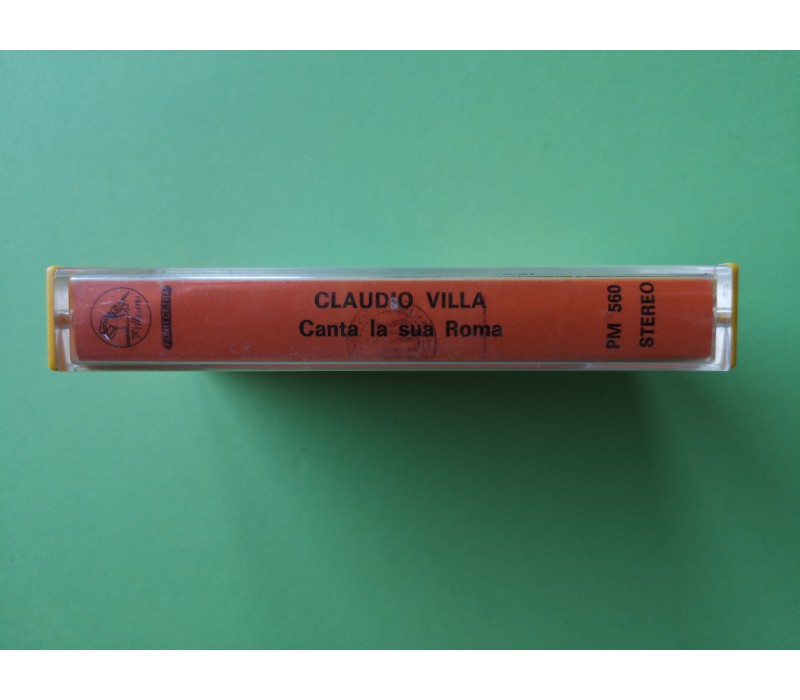 CLAUDIO VILLA
Canta la sua Roma
PM 560
STEREO